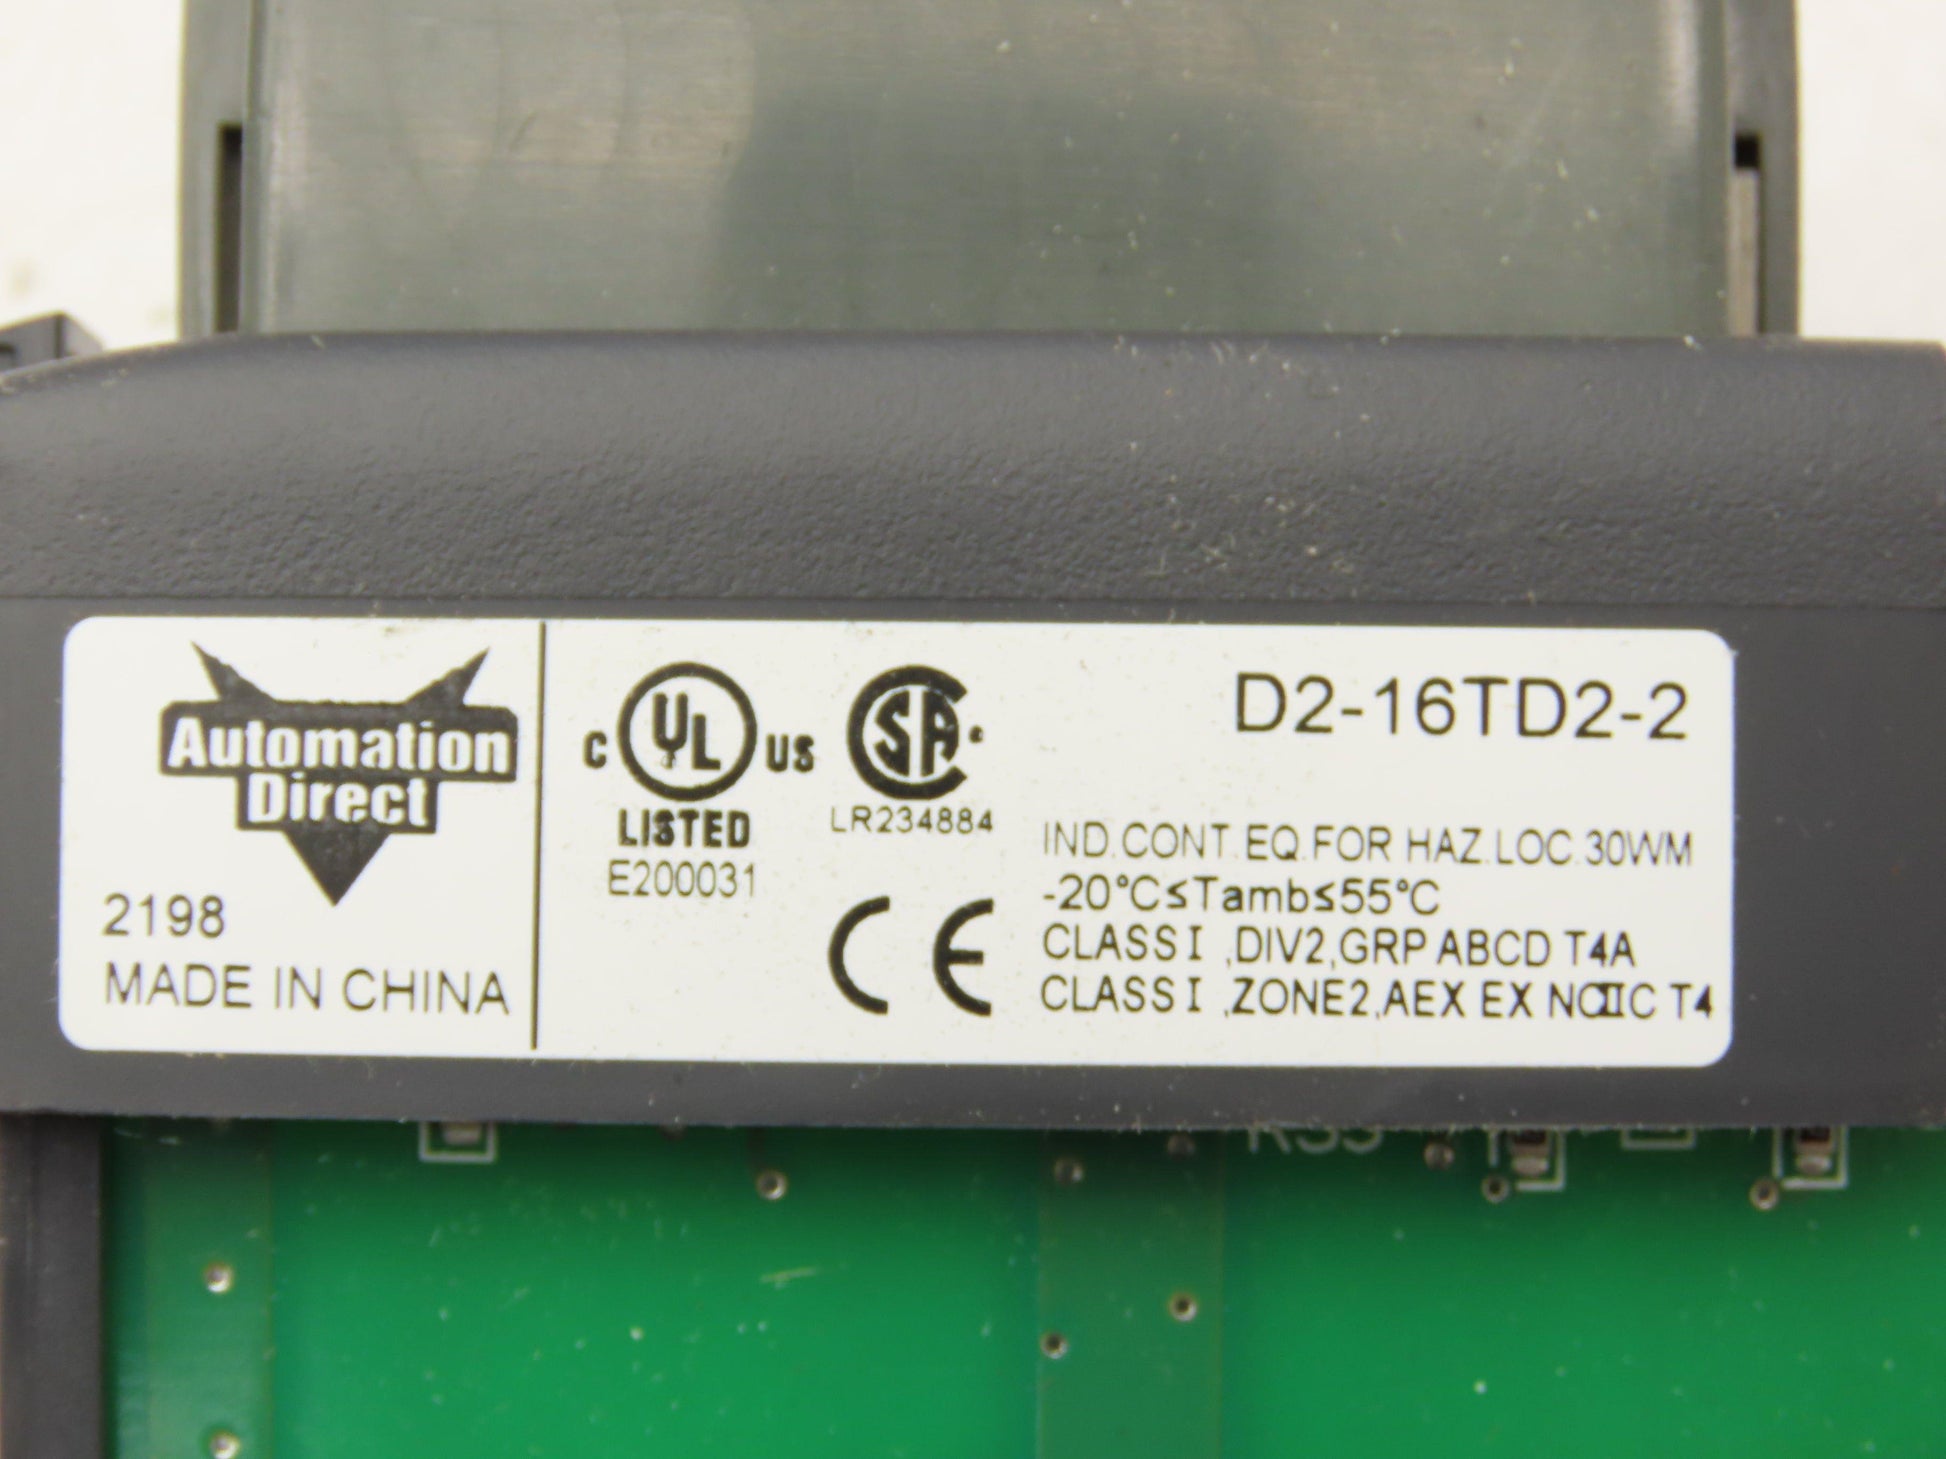 Automation
Direct
2198
MADE IN CHINA
C UL US
LISTED
E200031
SA
LR234884
CE
D2-16TD2-2
IND.CONT.EQ.FOR HAZ.LOC.30WM
-20°C≤Tamb≤55°C
CLASS I ,DIV2,GRP ABCD T4A
CLASS I ,ZONE2,AEX EX NCIIC T4